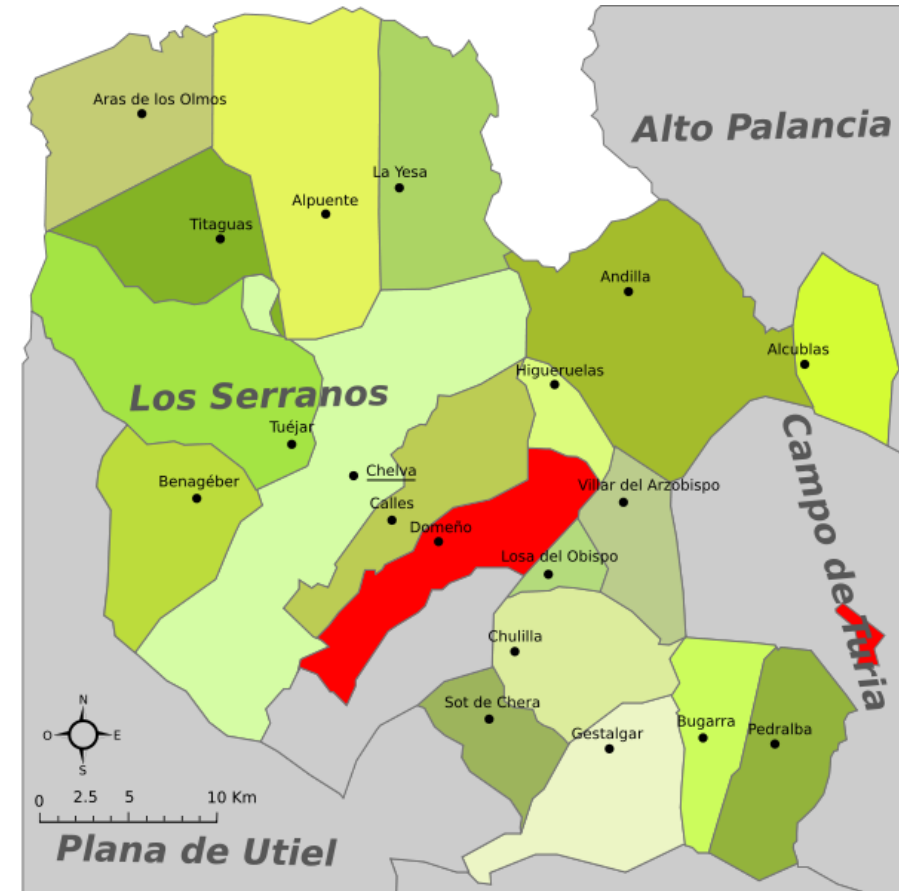 Aras de los Olmos
Alto Palancia
La Yesa
Alpuente
Titaguas
Andilla
Alcublas
Higueruelas
Los Serranos
Tuéjar
Chelva
Benagéber
Villar del Arzobispo
Calles
Domeño
Losa del Obispo
Campo de Turia
Chulilla
Sot de Chera
Gestalgar
Bugarra
Pedralba
N
O
E
S
0 2.5 5 10 Km
Plana de Utiel